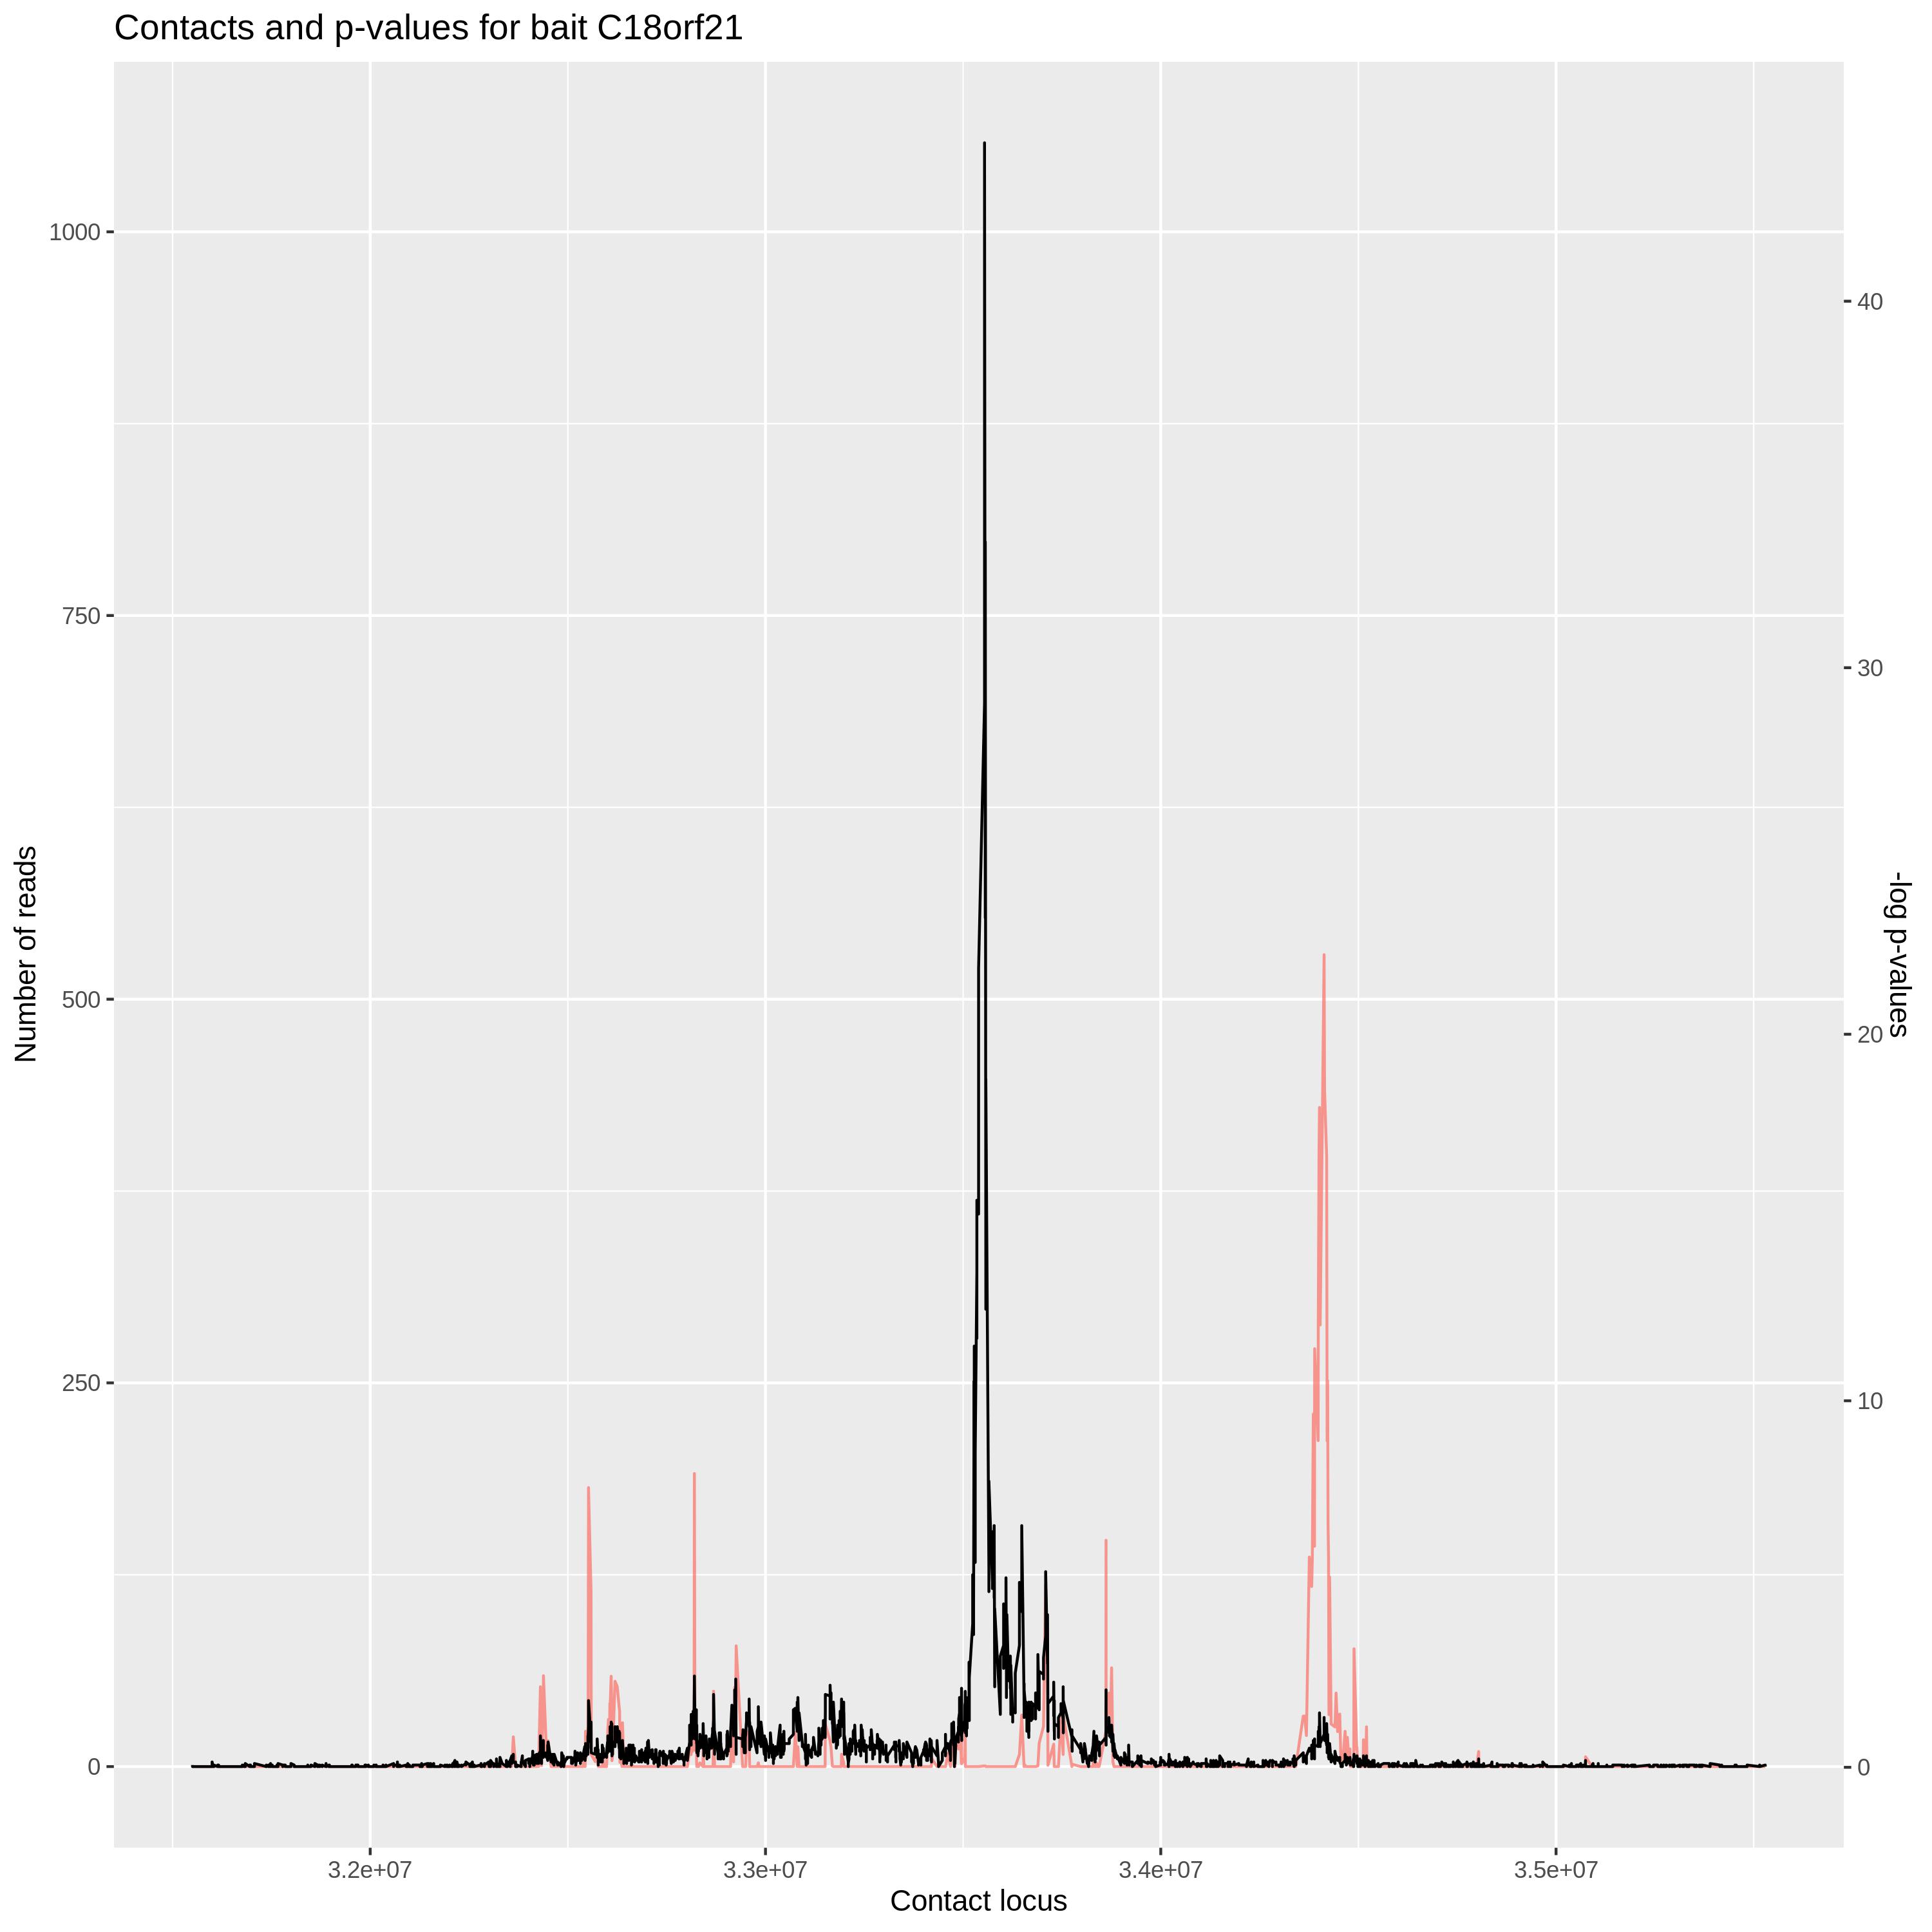 Contacts and p-values for bait C18orf21
Number of reads
1000
750
500
250
0
-log p-values
40
30
20
10
0
3.2e+07
3.3e+07
3.4e+07
3.5e+07
Contact locus